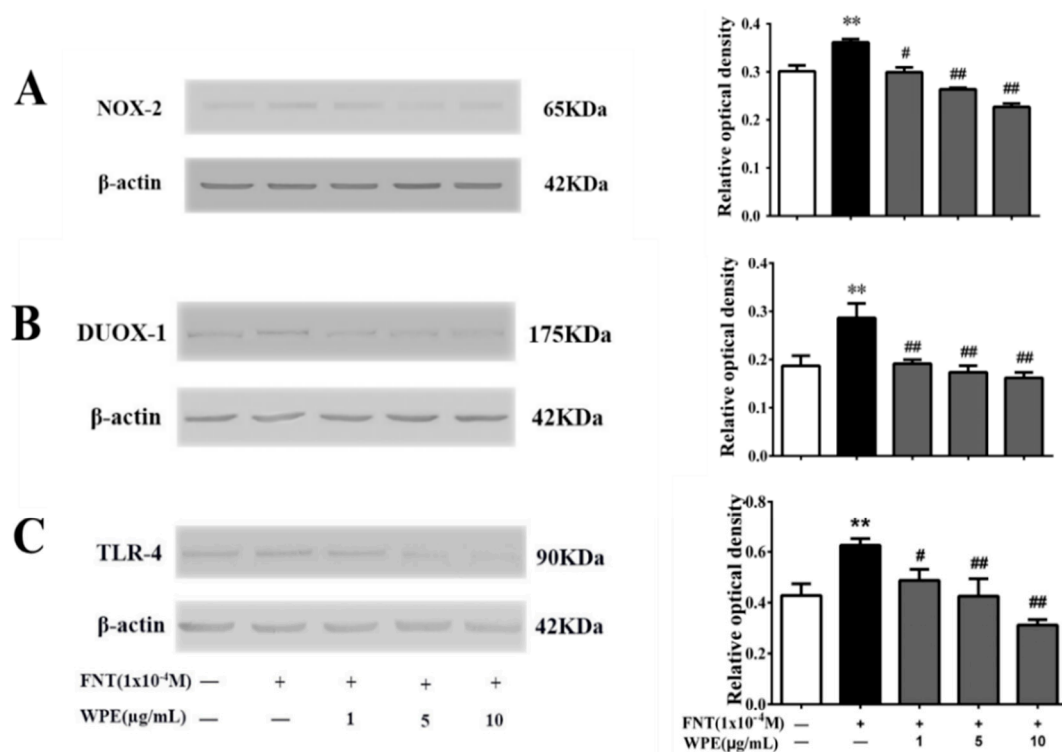 A
NOX-2
65KDa
β-actin
42KDa
Relative optical density
0.4
0.3
0.2
0.1
0.0
**
#
##
##
B
DUOX-1
175KDa
β-actin
42KDa
Relative optical density
0.4
0.3
0.2
0.1
0.0
**
##
##
##
C
TLR-4
90KDa
β-actin
42KDa
FNT(1x10⁻⁴M) — + + + +
WPE(µg/mL) — — 1 5 10
Relative optical density
0.8
0.6
0.4
0.2
0.0
**
#
##
##
FNT(1x10⁻⁴M) — + + + +
WPE(µg/mL) — — 1 5 10